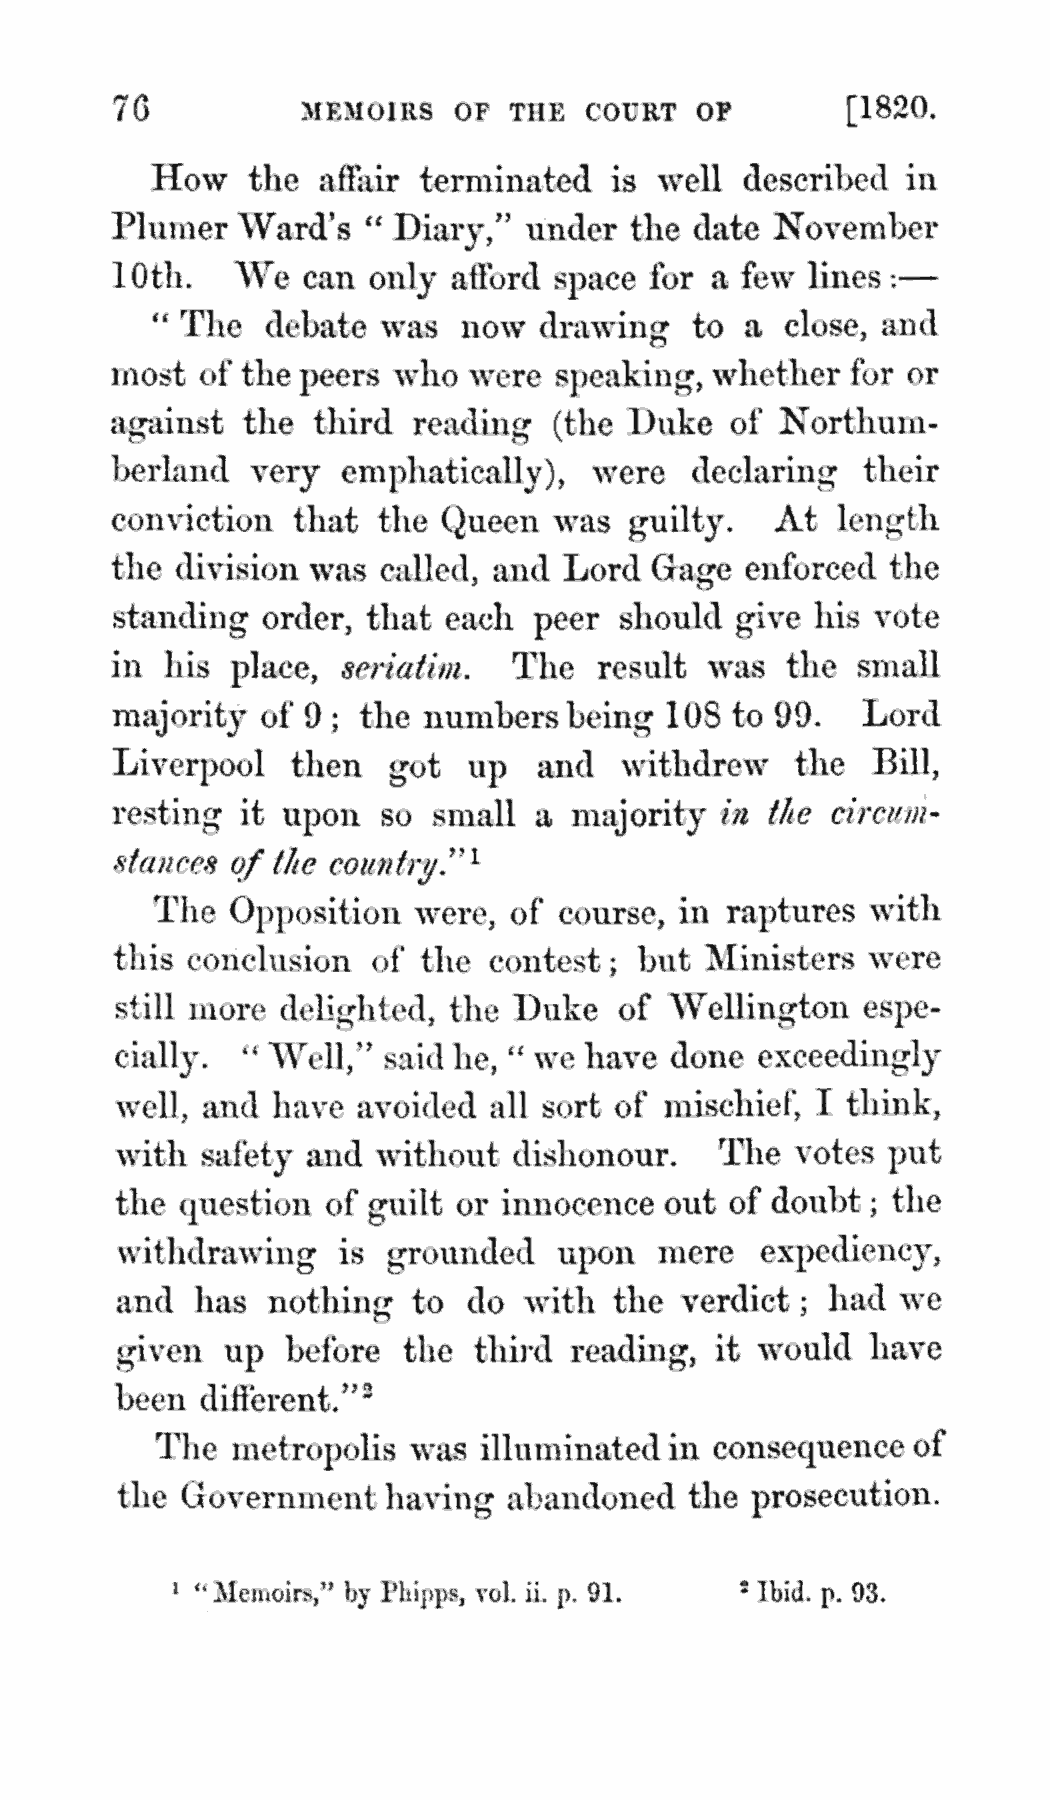 76 MEMOIRS OF THE COURT OF [1820.
How the affair terminated is well described in
Plumer Ward's “ Diary,” under the date November
10th. We can only afford space for a few lines :—
“ The debate was now drawing to a close, and
most of the peers who were speaking, whether for or
against the third reading (the Duke of Northum-
berland very emphatically), were declaring their
conviction that the Queen was guilty. At length
the division was called, and Lord Gage enforced the
standing order, that each peer should give his vote
in his place, seriatim. The result was the small
majority of 9 ; the numbers being 108 to 99. Lord
Liverpool then got up and withdrew the Bill,
resting it upon so small a majority in the circum-
stances of the country.” 1
The Opposition were, of course, in raptures with
this conclusion of the contest ; but Ministers were
still more delighted, the Duke of Wellington espe-
cially. “ Well,” said he, “ we have done exceedingly
well, and have avoided all sort of mischief, I think,
with safety and without dishonour. The votes put
the question of guilt or innocence out of doubt ; the
withdrawing is grounded upon mere expediency,
and has nothing to do with the verdict ; had we
given up before the third reading, it would have
been different.” 2
The metropolis was illuminated in consequence of
the Government having abandoned the prosecution.
1 “ Memoirs,” by Phipps, vol. ii. p. 91. 2 Ibid. p. 93.